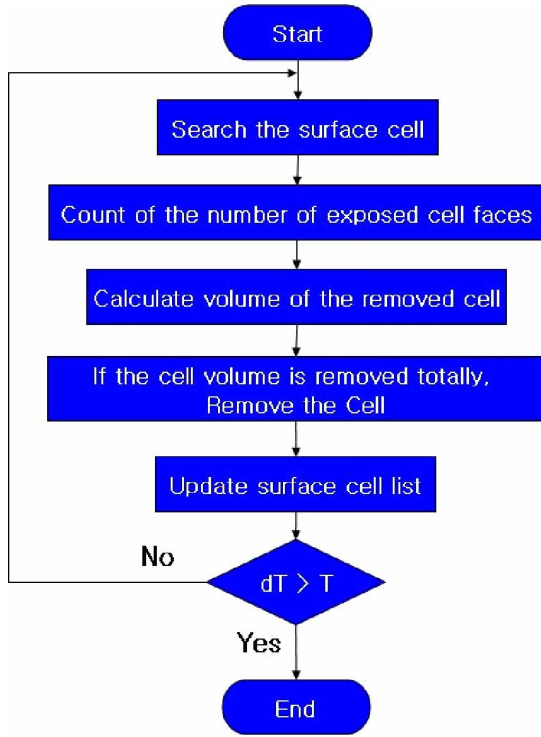 Start
Search the surface cell
Count of the number of exposed cell faces
Calculate volume of the removed cell
If the cell volume is removed totally,
Remove the Cell
Update surface cell list
No
dT > T
Yes
End